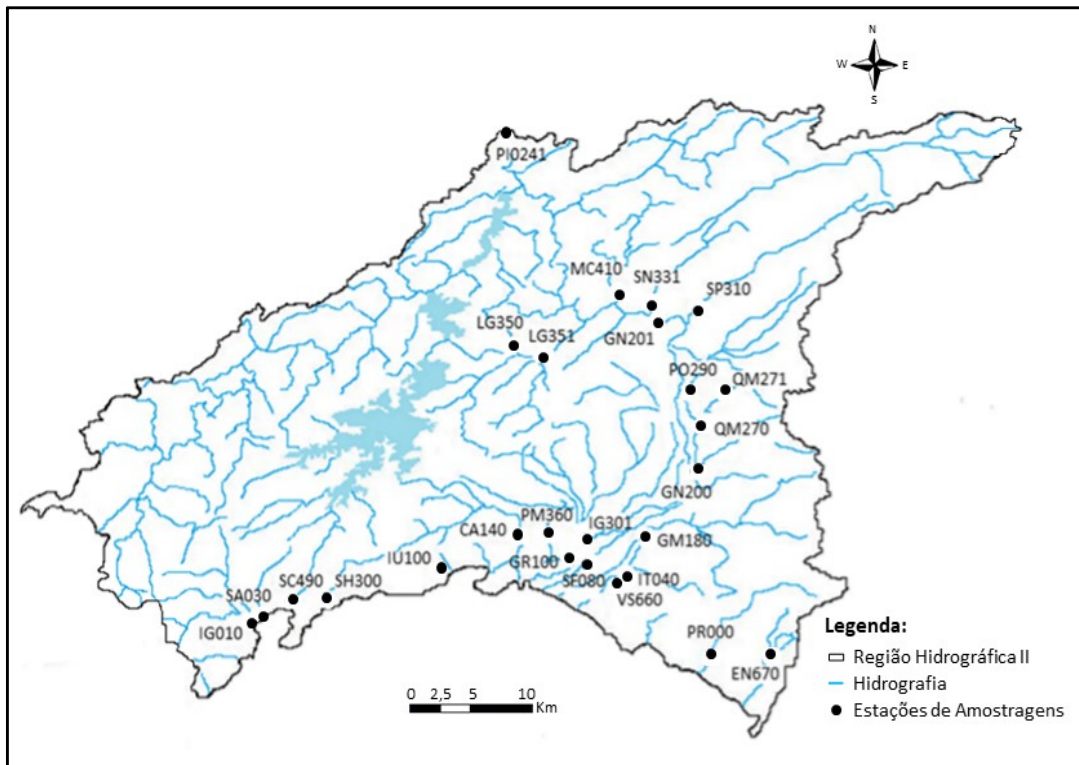 N
W E
S
PI0241
MC410
SN331
SP310
LG350
LG351
GN201
PO290
QM271
QM270
GN200
PM360
IG301
CA140
GM180
GR100
IU100
SF080
IT040
VS660
SC490
SH300
SA030
IG010
PR000
EN670
Legenda:
Região Hidrográfica II
Hidrografia
Estações de Amostragens
0 2,5 5 10
Km